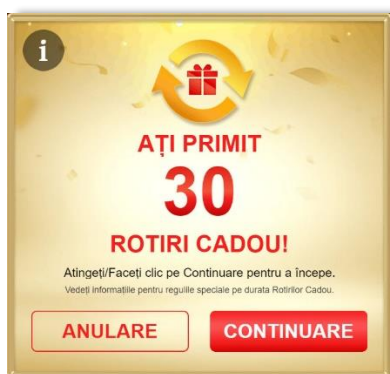 i
AȚI PRIMIT
30
ROTIRI CADOU!
Atingeți/Faceți clic pe Continuare pentru a începe.
Vedeți informațiile pentru regulile speciale pe durata Rotirilor Cadou.
ANULARE
CONTINUARE